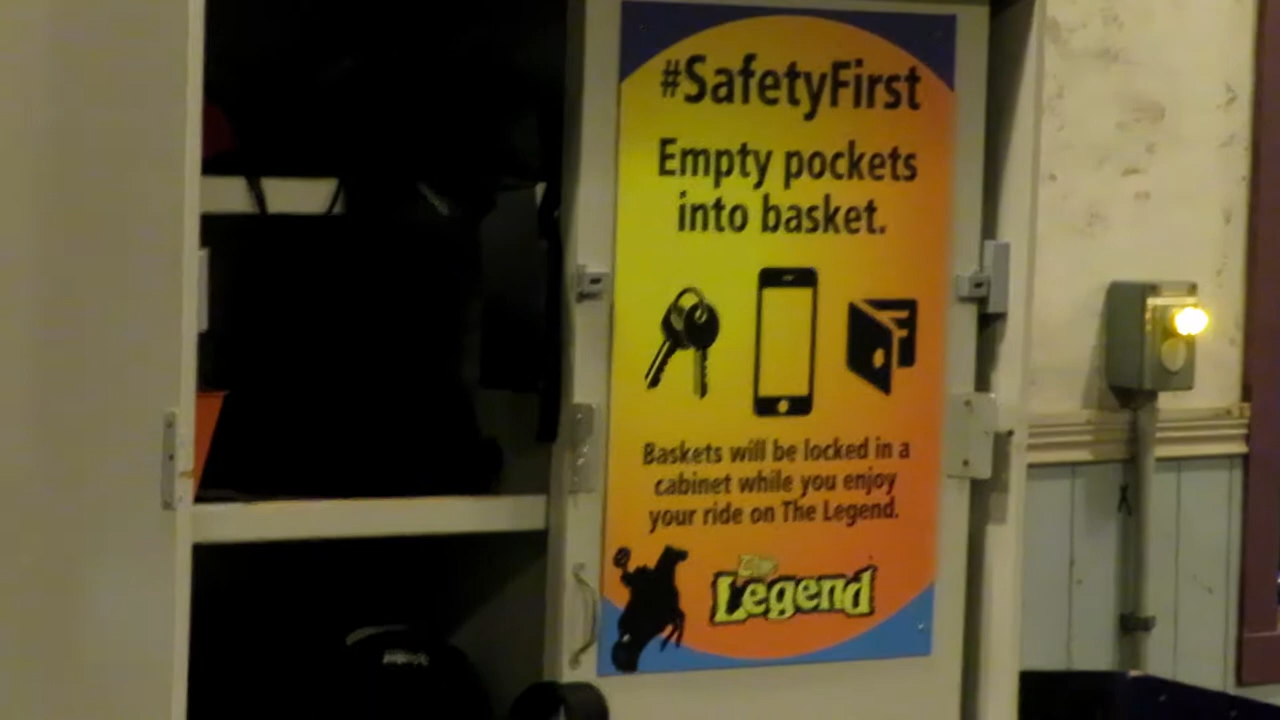 #SafetyFirst
Empty pockets
into basket.
Baskets will be locked in a
cabinet while you enjoy
your ride on The Legend.
The
Legend